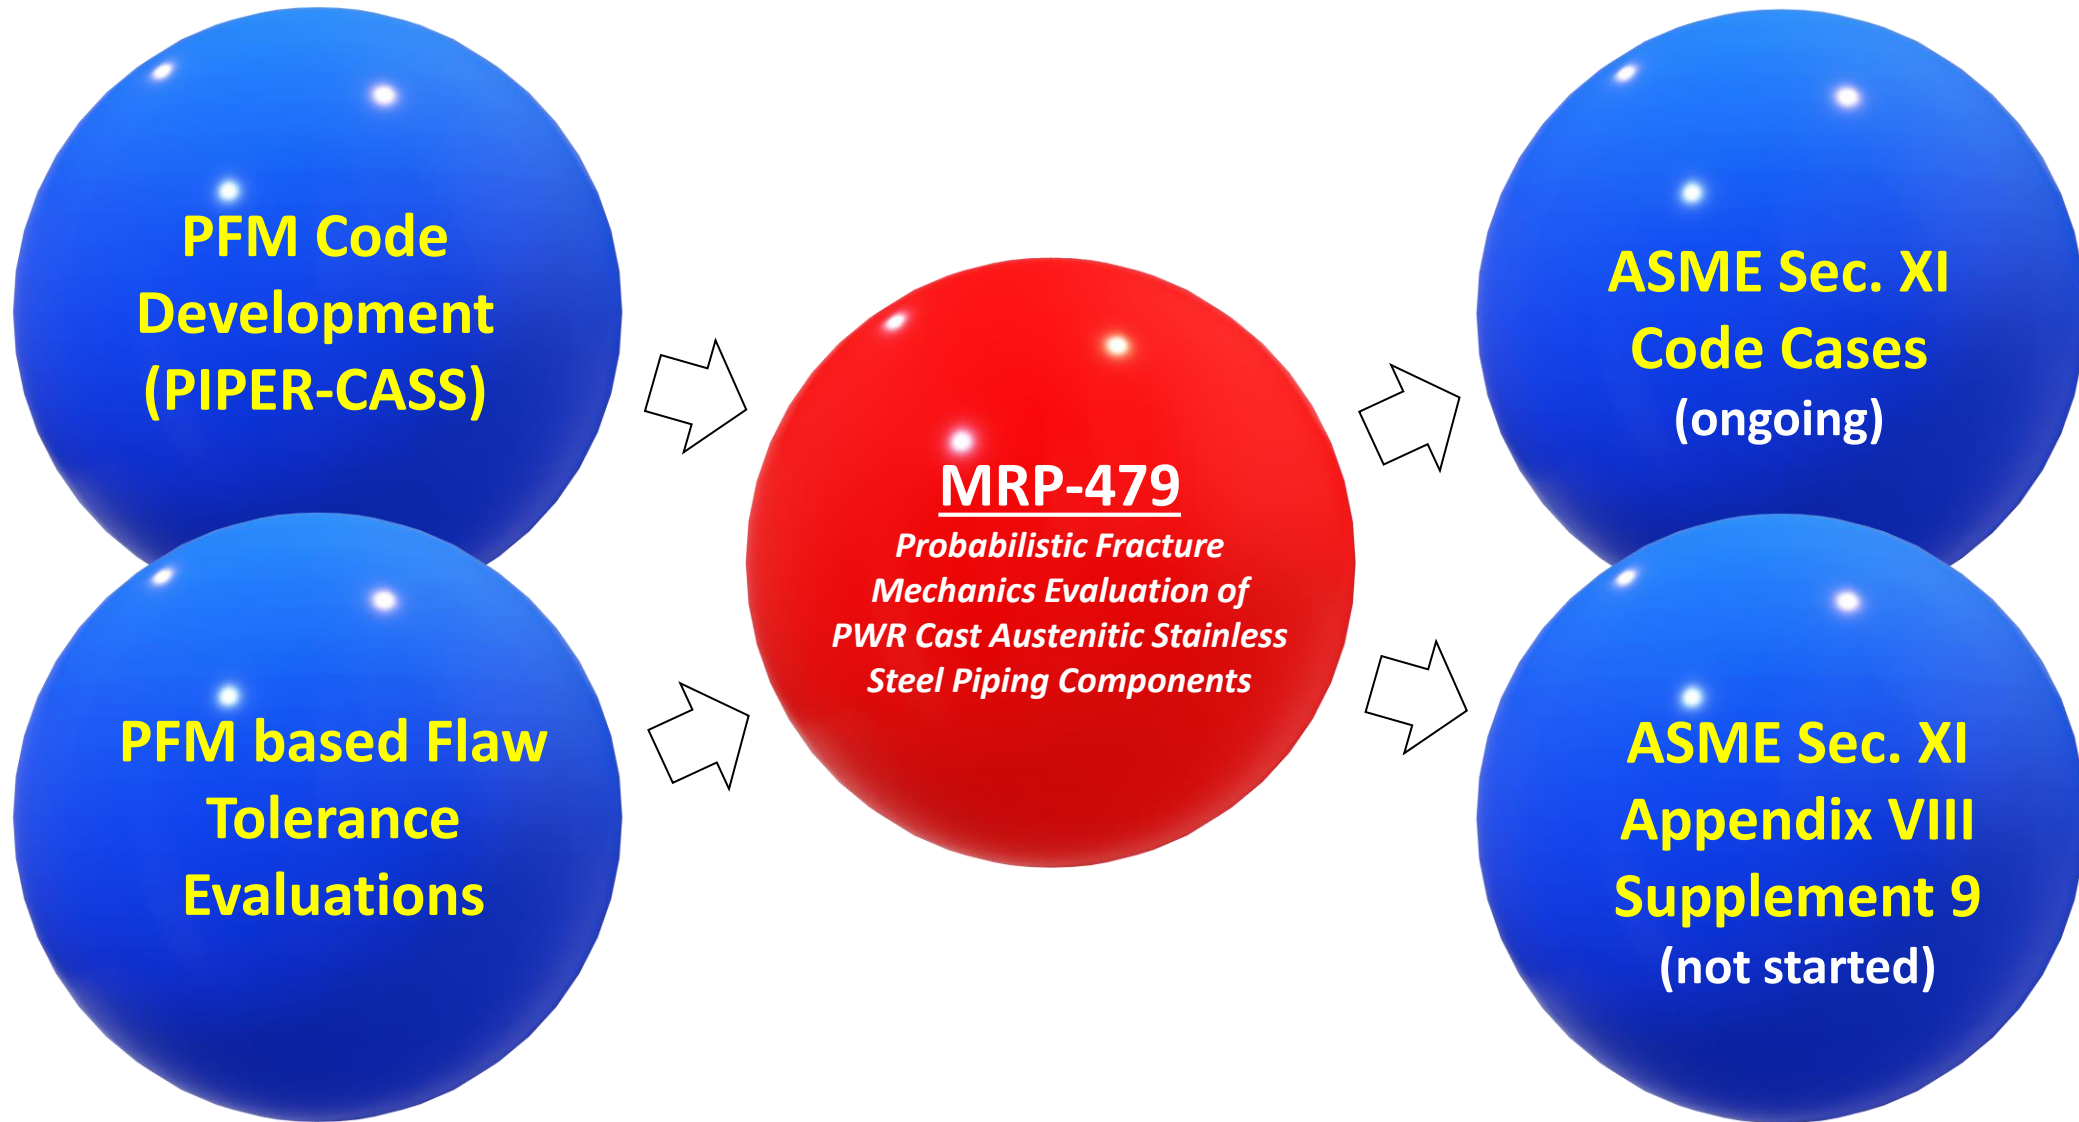 PFM Code
Development
(PIPER-CASS)
PFM based Flaw
Tolerance
Evaluations
MRP-479
Probabilistic Fracture
Mechanics Evaluation of
PWR Cast Austenitic Stainless
Steel Piping Components
ASME Sec. XI
Code Cases
(ongoing)
ASME Sec. XI
Appendix VIII
Supplement 9
(not started)